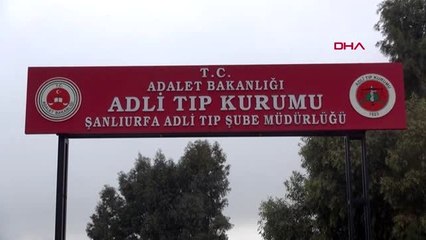 DHA
T.C.
ADALET BAKANLIĞI
ADLİ TIP KURUMU
ŞANLIURFA ADLİ TIP ŞUBE MÜDÜRLÜĞÜ